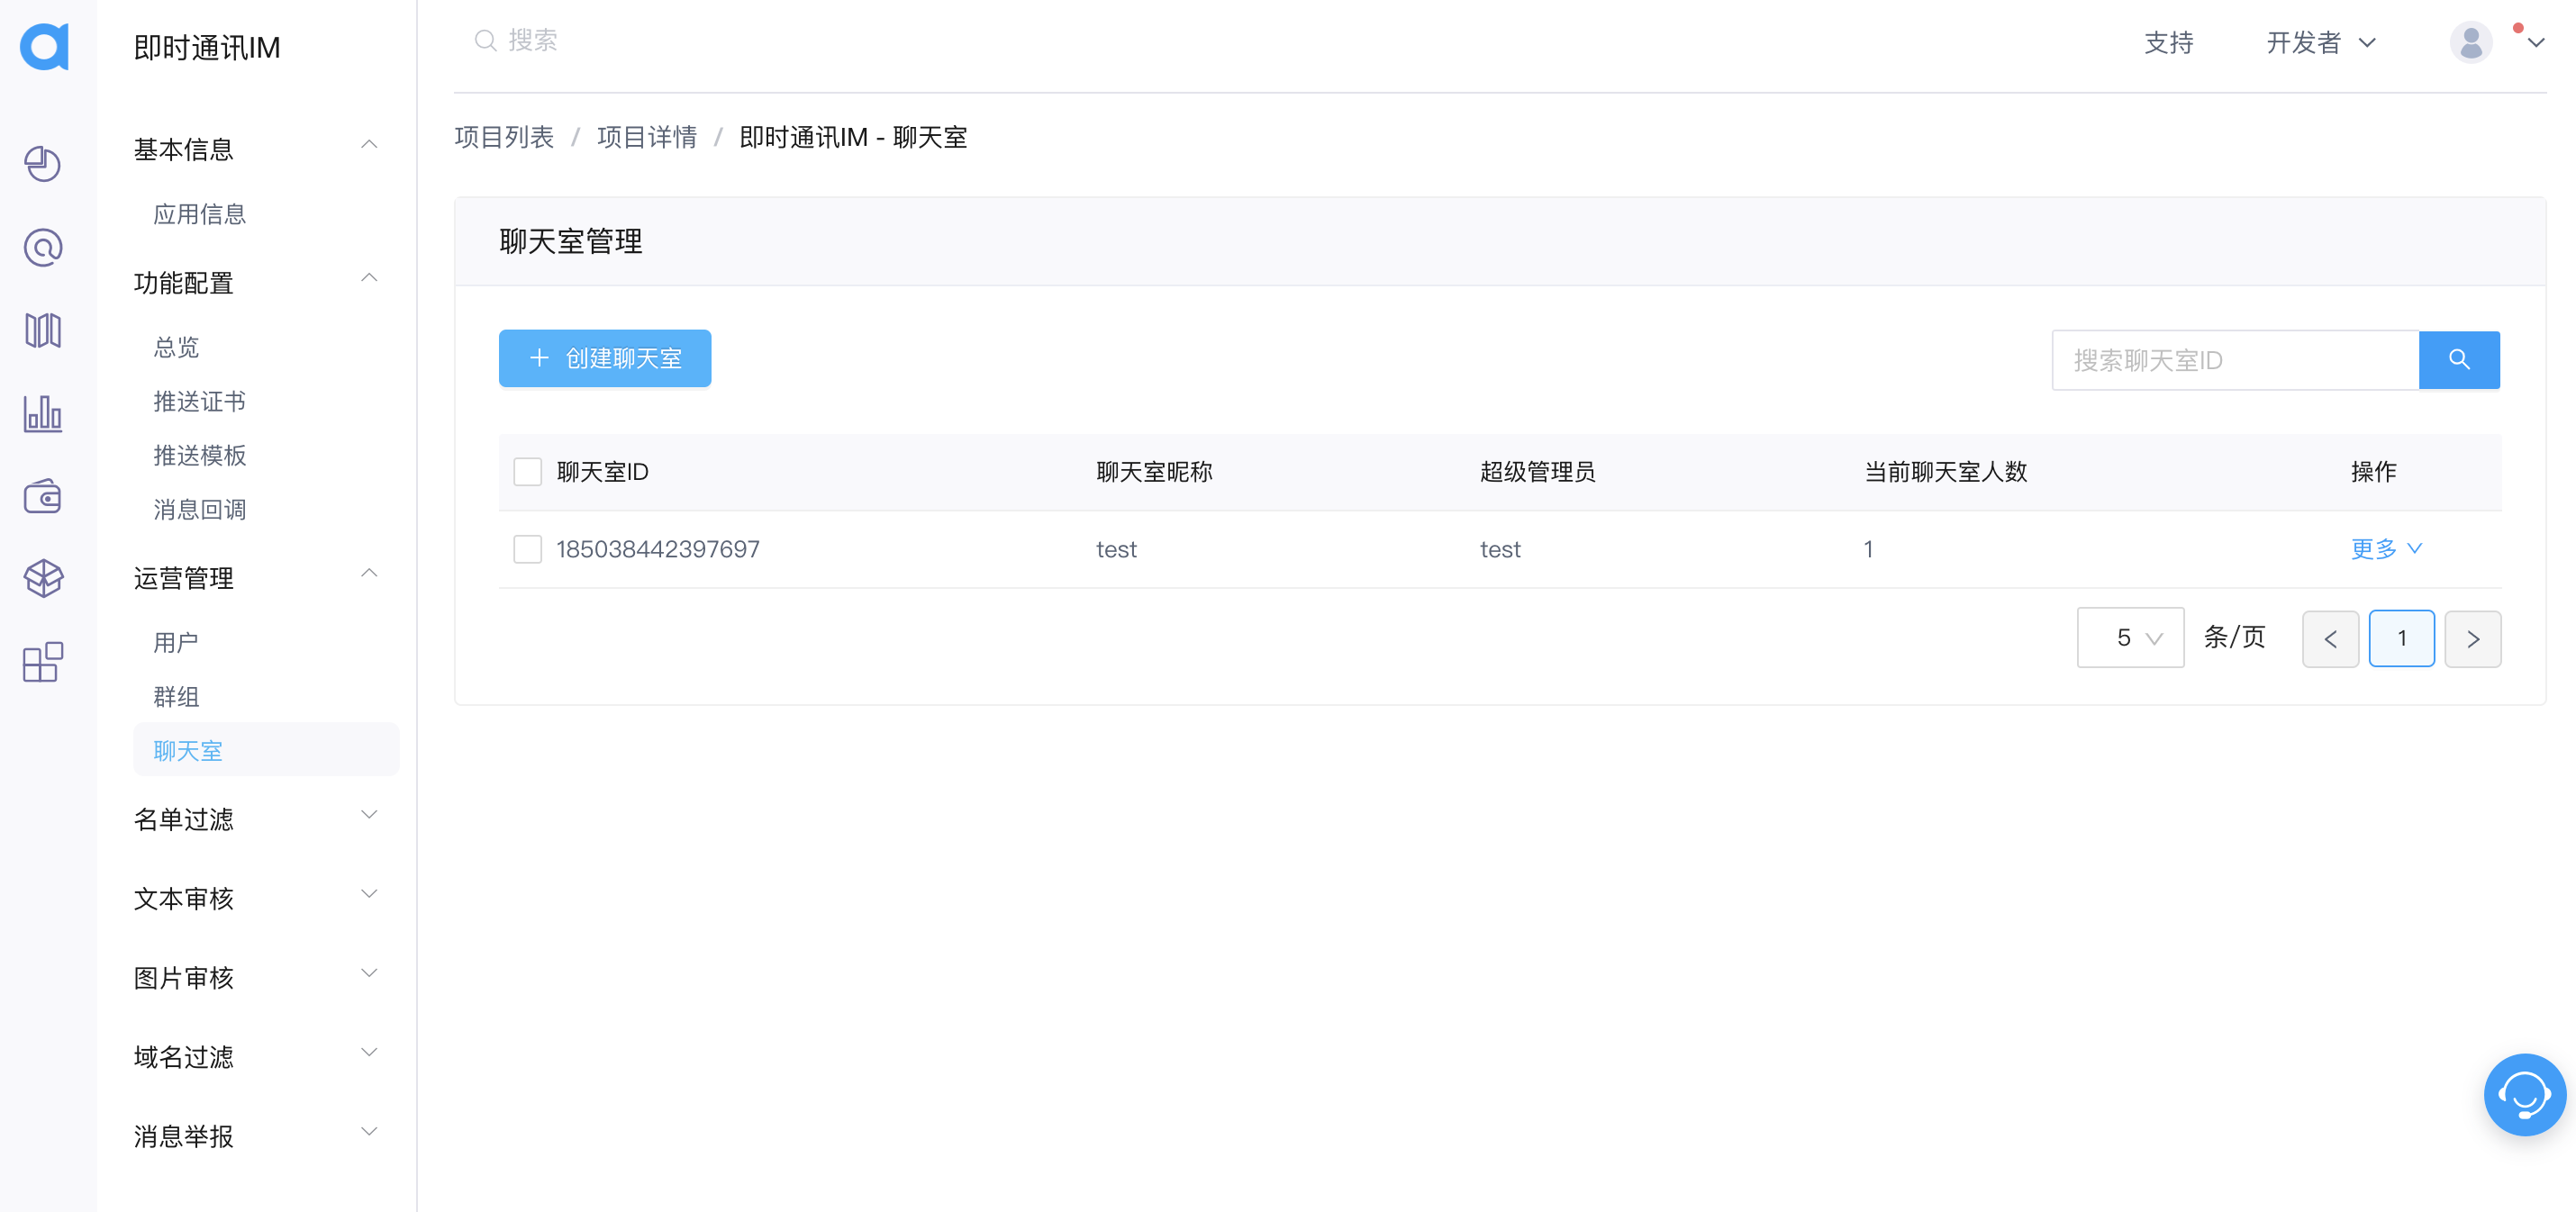 即时通讯IM
基本信息
应用信息
功能配置
总览
推送证书
推送模板
消息回调
运营管理
用户
群组
聊天室
名单过滤
文本审核
图片审核
域名过滤
消息举报
搜索
支持
开发者
项目列表 / 项目详情 / 即时通讯IM - 聊天室
聊天室管理
+ 创建聊天室
搜索聊天室ID
聊天室ID 聊天室昵称 超级管理员 当前聊天室人数 操作
185038442397697 test test 1 更多
5 条/页 < 1 >